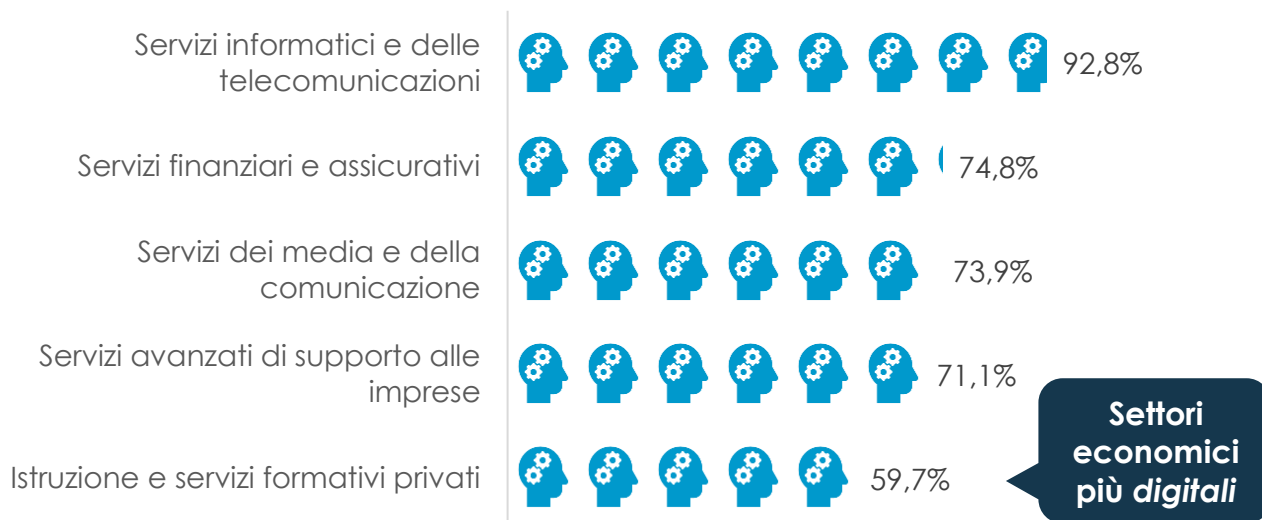 Servizi informatici e delle
telecomunicazioni
92,8%
Servizi finanziari e assicurativi
74,8%
Servizi dei media e della
comunicazione
73,9%
Servizi avanzati di supporto alle
imprese
71,1%
Istruzione e servizi formativi privati
59,7%
Settori
economici
più digitali